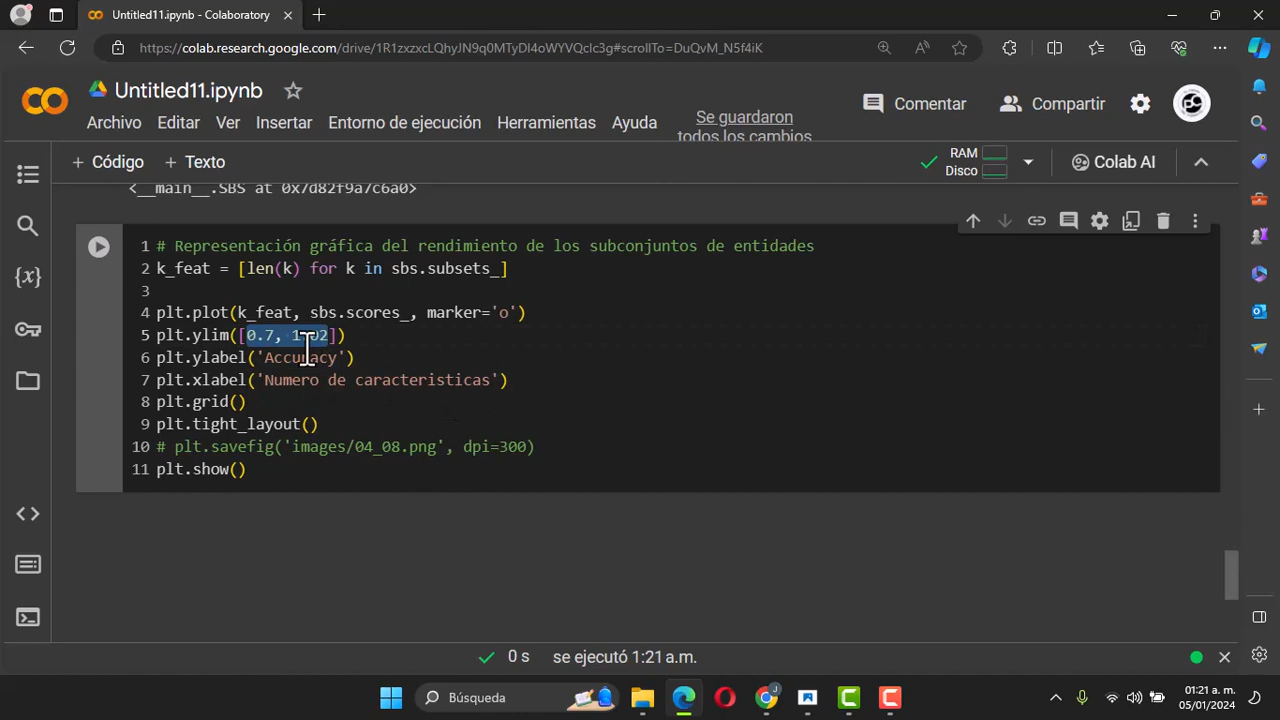 Untitled11.ipynb - Colaboratory
https://colab.research.google.com/drive/1R1zxzxcLQhyJN9q0MTyDl4oWYVQcIc3g#scrollTo=DuQvM_N5f4iK
Untitled11.ipynb
Comentar
Compartir
Archivo Editar Ver Insertar Entorno de ejecución Herramientas Ayuda
Se guardaron
todos los cambios
+ Código + Texto
RAM
Disco
Colab AI
<__main__.SBS at 0x7d82f9a7c6a0>
1 # Representación gráfica del rendimiento de los subconjuntos de entidades
2 k_feat = [len(k) for k in sbs.subsets_]
3
4 plt.plot(k_feat, sbs.scores_, marker='o')
5 plt.ylim([0.7, 1.02])
6 plt.ylabel('Accuracy')
7 plt.xlabel('Numero de caracteristicas')
8 plt.grid()
9 plt.tight_layout()
10 # plt.savefig('images/04_08.png', dpi=300)
11 plt.show()
0 s se ejecutó 1:21 a.m.
Búsqueda
01:21 a. m.
05/01/2024